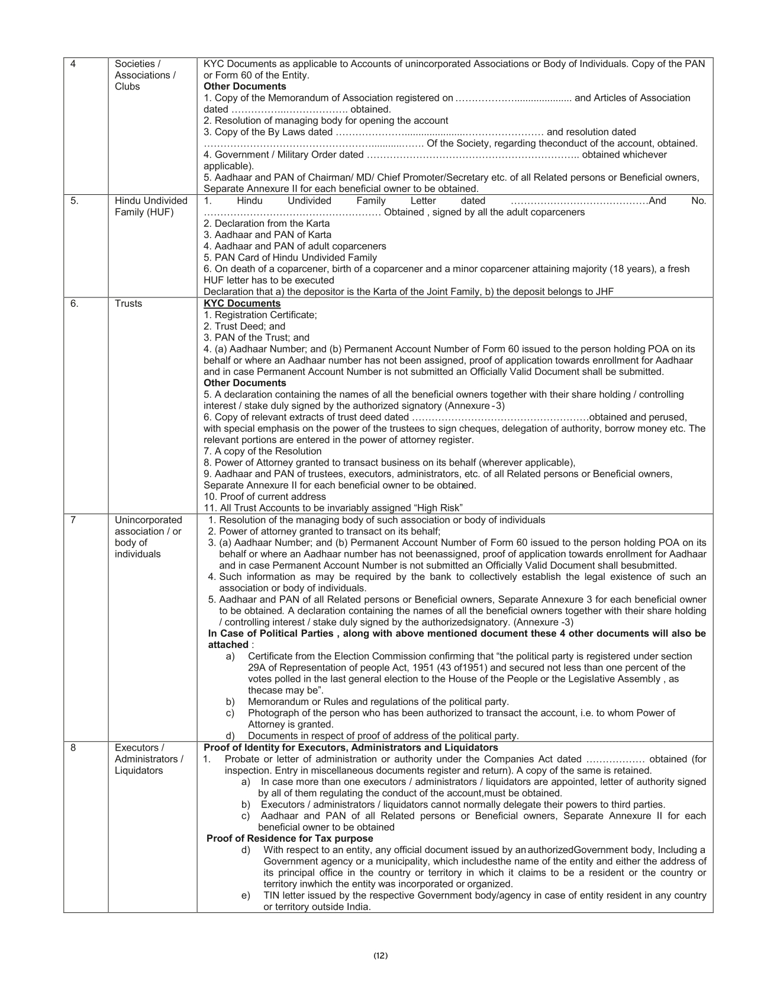 4
Societies /
Associations /
Clubs
KYC Documents as applicable to Accounts of unincorporated Associations or Body of Individuals. Copy of the PAN
or Form 60 of the Entity.
Other Documents
1. Copy of the Memorandum of Association registered on ……………….................... and Articles of Association
dated ……………..………………. obtained.
2. Resolution of managing body for opening the account
3. Copy of the By Laws dated …………………......................…………………… and resolution dated
……………………………………………...........……. Of the Society, regarding theconduct of the account, obtained.
4. Government / Military Order dated ……………………………………………………….. obtained whichever
applicable).
5. Aadhaar and PAN of Chairman/ MD/ Chief Promoter/Secretary etc. of all Related persons or Beneficial owners,
Separate Annexure II for each beneficial owner to be obtained.
5.
Hindu Undivided
Family (HUF)
1. Hindu Undivided Family Letter dated ……………………………………And No.
……………………………………………… Obtained , signed by all the adult coparceners
2. Declaration from the Karta
3. Aadhaar and PAN of Karta
4. Aadhaar and PAN of adult coparceners
5. PAN Card of Hindu Undivided Family
6. On death of a coparcener, birth of a coparcener and a minor coparcener attaining majority (18 years), a fresh
HUF letter has to be executed
Declaration that a) the depositor is the Karta of the Joint Family, b) the deposit belongs to JHF
6.
Trusts
KYC Documents
1. Registration Certificate;
2. Trust Deed; and
3. PAN of the Trust; and
4. (a) Aadhaar Number; and (b) Permanent Account Number of Form 60 issued to the person holding POA on its
behalf or where an Aadhaar number has not been assigned, proof of application towards enrollment for Aadhaar
and in case Permanent Account Number is not submitted an Officially Valid Document shall be submitted.
Other Documents
5. A declaration containing the names of all the beneficial owners together with their share holding / controlling
interest / stake duly signed by the authorized signatory (Annexure -3)
6. Copy of relevant extracts of trust deed dated ………………………………………………obtained and perused,
with special emphasis on the power of the trustees to sign cheques, delegation of authority, borrow money etc. The
relevant portions are entered in the power of attorney register.
7. A copy of the Resolution
8. Power of Attorney granted to transact business on its behalf (wherever applicable),
9. Aadhaar and PAN of trustees, executors, administrators, etc. of all Related persons or Beneficial owners,
Separate Annexure II for each beneficial owner to be obtained.
10. Proof of current address
11. All Trust Accounts to be invariably assigned “High Risk”
7
Unincorporated
association / or
body of
individuals
1. Resolution of the managing body of such association or body of individuals
2. Power of attorney granted to transact on its behalf;
3. (a) Aadhaar Number; and (b) Permanent Account Number of Form 60 issued to the person holding POA on its
behalf or where an Aadhaar number has not beenassigned, proof of application towards enrollment for Aadhaar
and in case Permanent Account Number is not submitted an Officially Valid Document shall besubmitted.
4. Such information as may be required by the bank to collectively establish the legal existence of such an
association or body of individuals.
5. Aadhaar and PAN of all Related persons or Beneficial owners, Separate Annexure 3 for each beneficial owner
to be obtained. A declaration containing the names of all the beneficial owners together with their share holding
/ controlling interest / stake duly signed by the authorizedsignatory. (Annexure -3)
In Case of Political Parties , along with above mentioned document these 4 other documents will also be
attached :
a) Certificate from the Election Commission confirming that “the political party is registered under section
29A of Representation of people Act, 1951 (43 of1951) and secured not less than one percent of the
votes polled in the last general election to the House of the People or the Legislative Assembly , as
thecase may be”.
b) Memorandum or Rules and regulations of the political party.
c) Photograph of the person who has been authorized to transact the account, i.e. to whom Power of
Attorney is granted.
d) Documents in respect of proof of address of the political party.
8
Executors /
Administrators /
Liquidators
Proof of Identity for Executors, Administrators and Liquidators
1. Probate or letter of administration or authority under the Companies Act dated ……………… obtained (for
inspection. Entry in miscellaneous documents register and return). A copy of the same is retained.
a) In case more than one executors / administrators / liquidators are appointed, letter of authority signed
by all of them regulating the conduct of the account,must be obtained.
b) Executors / administrators / liquidators cannot normally delegate their powers to third parties.
c) Aadhaar and PAN of all Related persons or Beneficial owners, Separate Annexure II for each
beneficial owner to be obtained
Proof of Residence for Tax purpose
d) With respect to an entity, any official document issued by an authorizedGovernment body, Including a
Government agency or a municipality, which includesthe name of the entity and either the address of
its principal office in the country or territory in which it claims to be a resident or the country or
territory inwhich the entity was incorporated or organized.
e) TIN letter issued by the respective Government body/agency in case of entity resident in any country
or territory outside India.
(12)